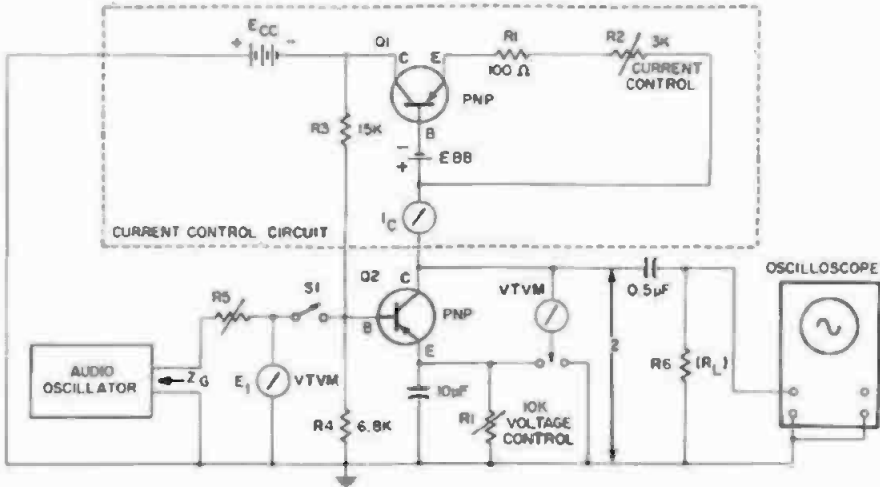 + ECC -
Q1
C
E
R1
100 Ω
R2
3K
CURRENT
CONTROL
PNP
B
R3
15K
-
+
EBB
IC
CURRENT CONTROL CIRCUIT
Q2
C
VTVM
OSCILLOSCOPE
R5
S1
B
PNP
0.5µF
E
2
AUDIO
OSCILLATOR
ZG
E1
VTVM
R6
(RL)
10µF
R4
6.8K
R1
10K
VOLTAGE
CONTROL